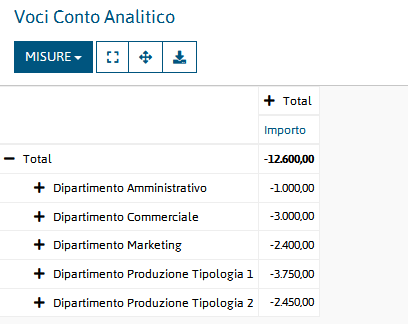 Voci Conto Analitico
MISURE
Total
Importo
Total -12.600,00
Dipartimento Amministrativo -1.000,00
Dipartimento Commerciale -3.000,00
Dipartimento Marketing -2.400,00
Dipartimento Produzione Tipologia 1 -3.750,00
Dipartimento Produzione Tipologia 2 -2.450,00